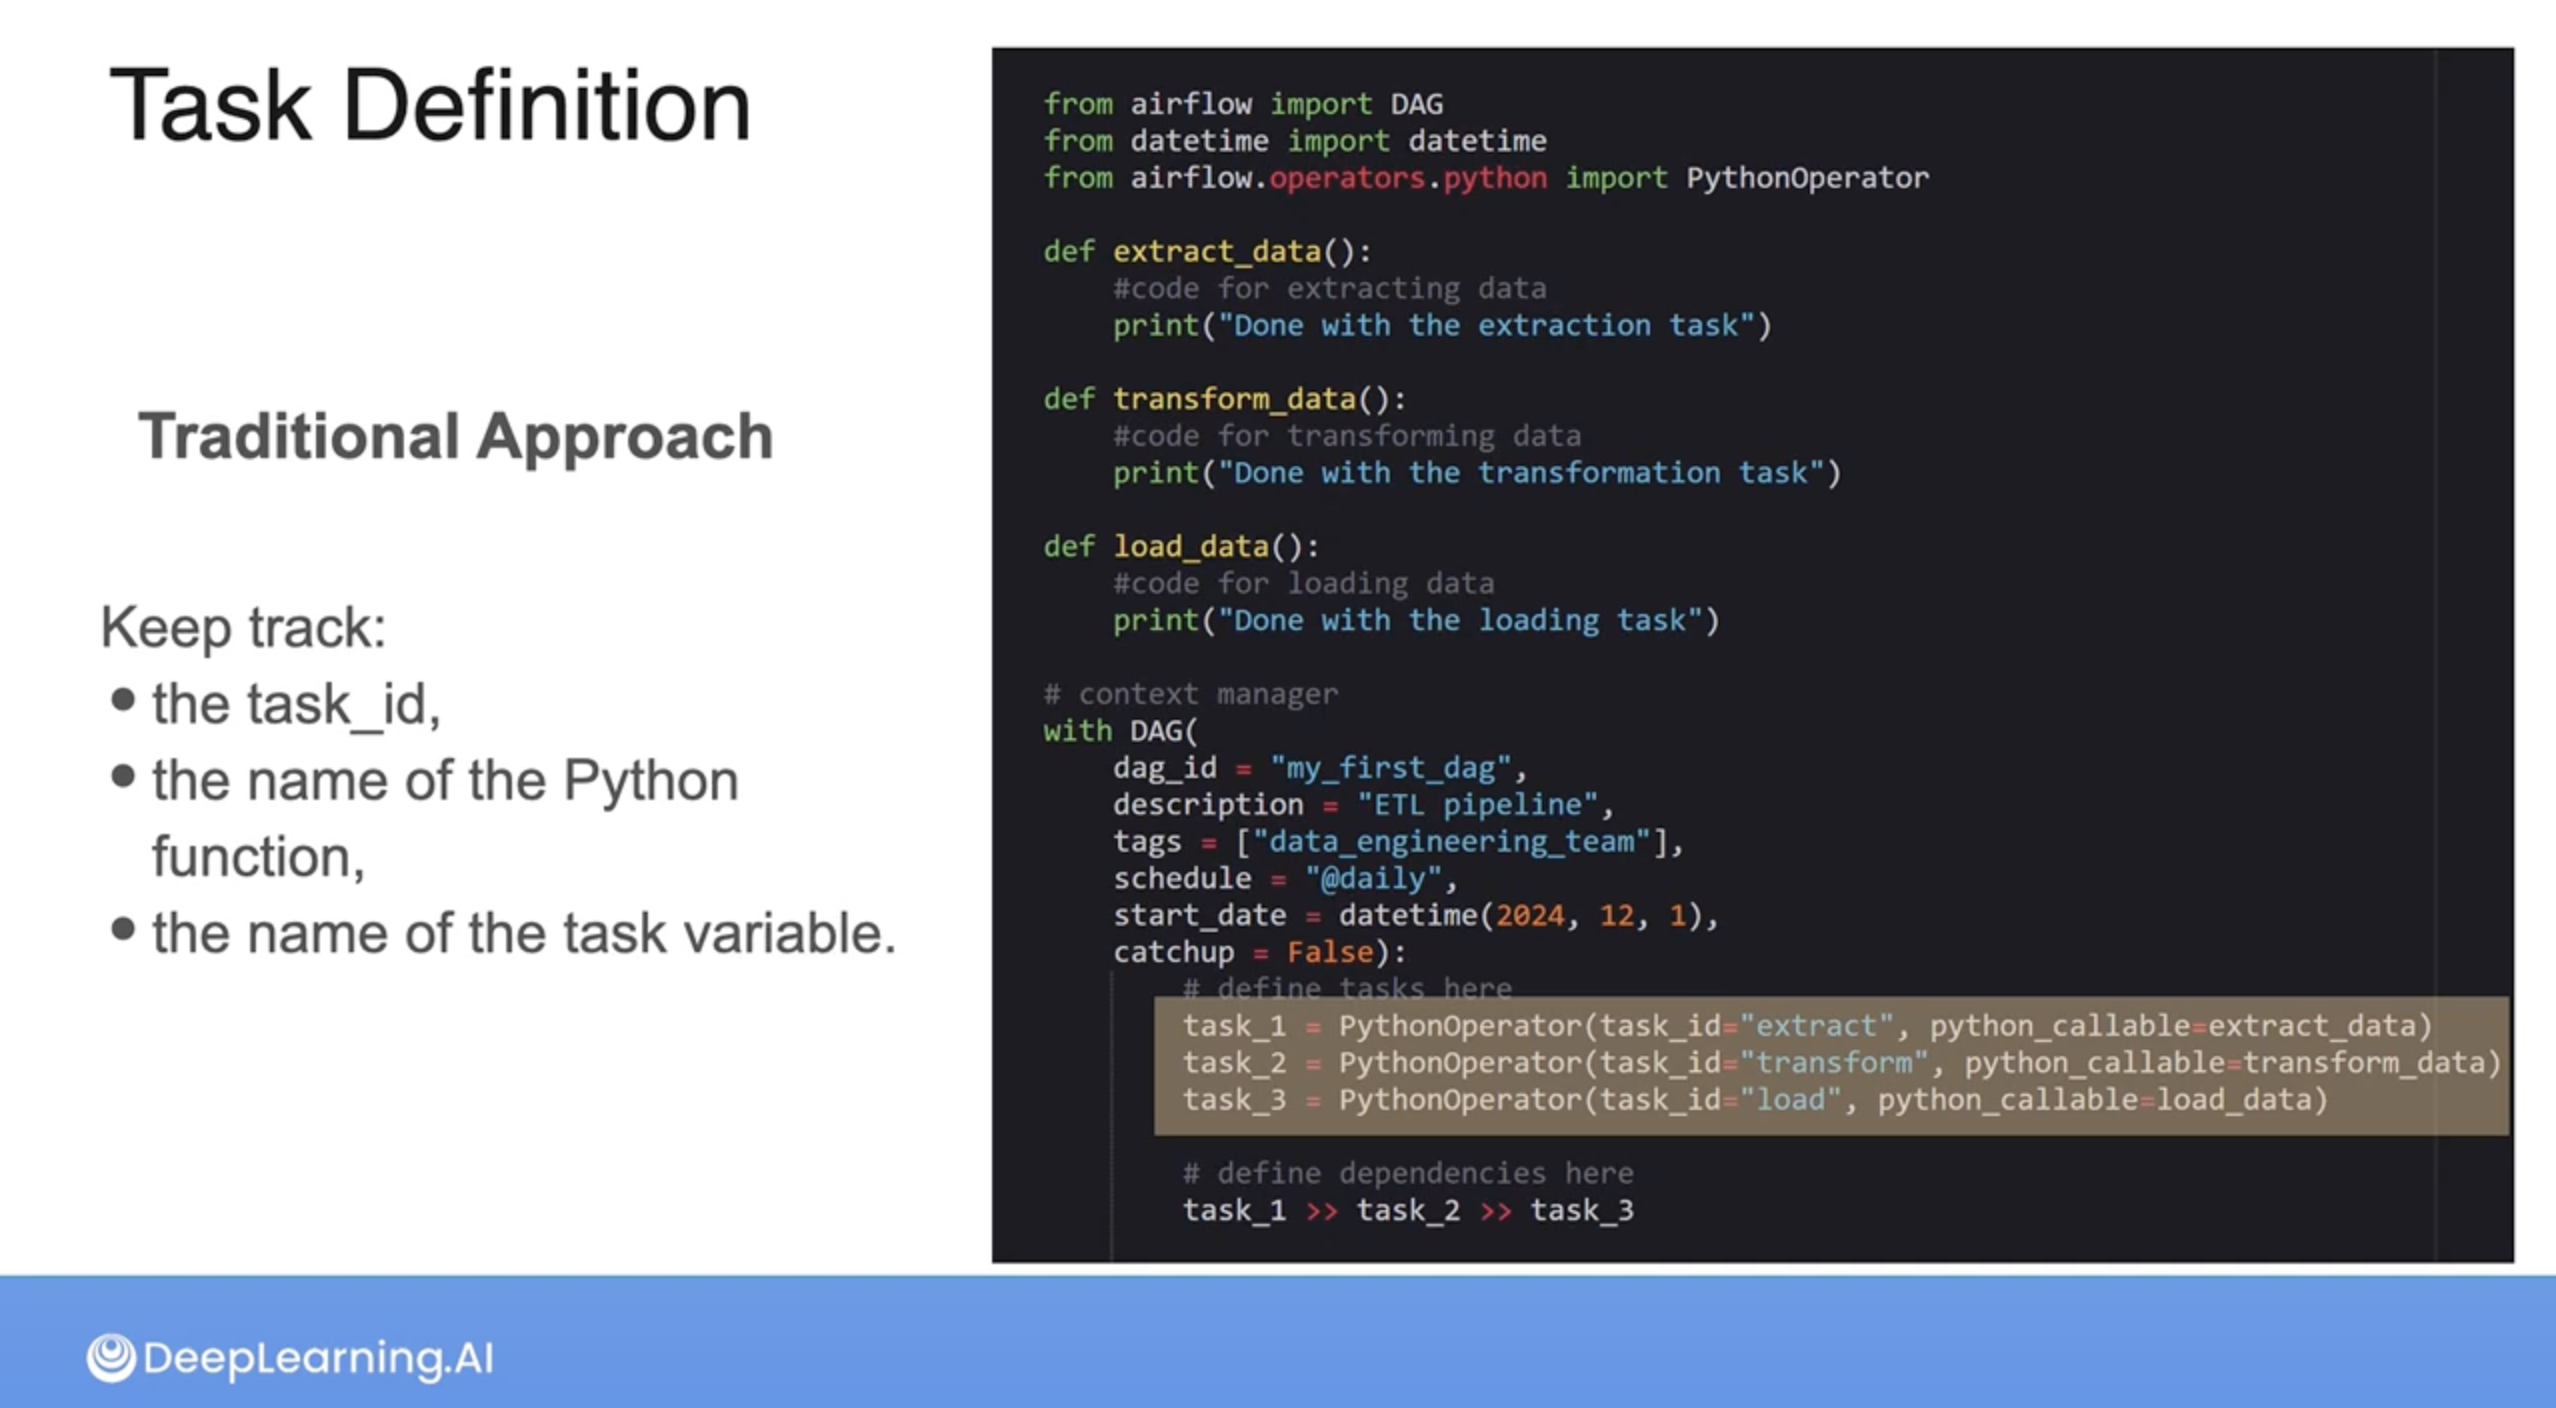 Task Definition
Traditional Approach
Keep track:
• the task_id,
• the name of the Python
function,
• the name of the task variable.
from airflow import DAG
from datetime import datetime
from airflow.operators.python import PythonOperator
def extract_data():
    #code for extracting data
    print("Done with the extraction task")
def transform_data():
    #code for transforming data
    print("Done with the transformation task")
def load_data():
    #code for loading data
    print("Done with the loading task")
# context manager
with DAG(
    dag_id = "my_first_dag",
    description = "ETL pipeline",
    tags = ["data_engineering_team"],
    schedule = "@daily",
    start_date = datetime(2024, 12, 1),
    catchup = False):
        # define tasks here
        task_1 = PythonOperator(task_id="extract", python_callable=extract_data)
        task_2 = PythonOperator(task_id="transform", python_callable=transform_data)
        task_3 = PythonOperator(task_id="load", python_callable=load_data)
        # define dependencies here
        task_1 >> task_2 >> task_3
DeepLearning.AI